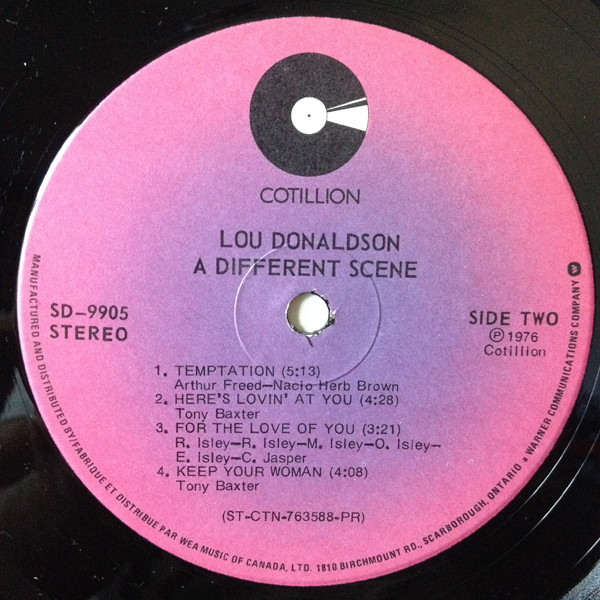 COTILLION
LOU DONALDSON
A DIFFERENT SCENE
SD-9905
STEREO
SIDE TWO
Ⓟ 1976
Cotillion
1. TEMPTATION (5:13)
Arthur Freed—Nacio Herb Brown
2. HERE'S LOVIN' AT YOU (4:28)
Tony Baxter
3. FOR THE LOVE OF YOU (3:21)
R. Isley—R. Isley—M. Isley—O. Isley—
E. Isley—C. Jasper
4. KEEP YOUR WOMAN (4:08)
Tony Baxter
(ST-CTN-763588-PR)
MANUFACTURED AND DISTRIBUTED BY/FABRIQUE ET DISTRIBUE PAR WEA MUSIC OF CANADA, LTD. 1810 BIRCHMOUNT RD., SCARBOROUGH, ONTARIO • WARNER COMMUNICATIONS COMPANY